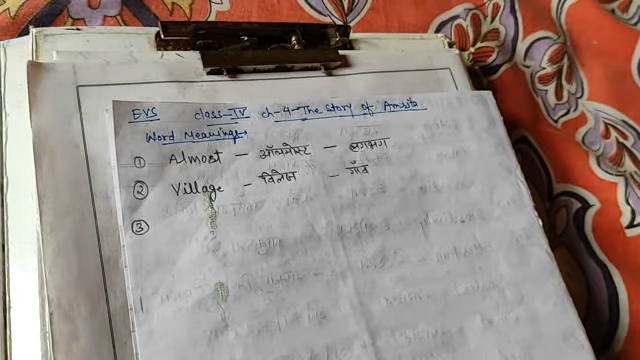 EVS class-IV ch-4-The Story of Amrita
Word Meanings:
① Almost - ऑलमोस्ट - लगभग
② Village - विलेज - गाँव
③